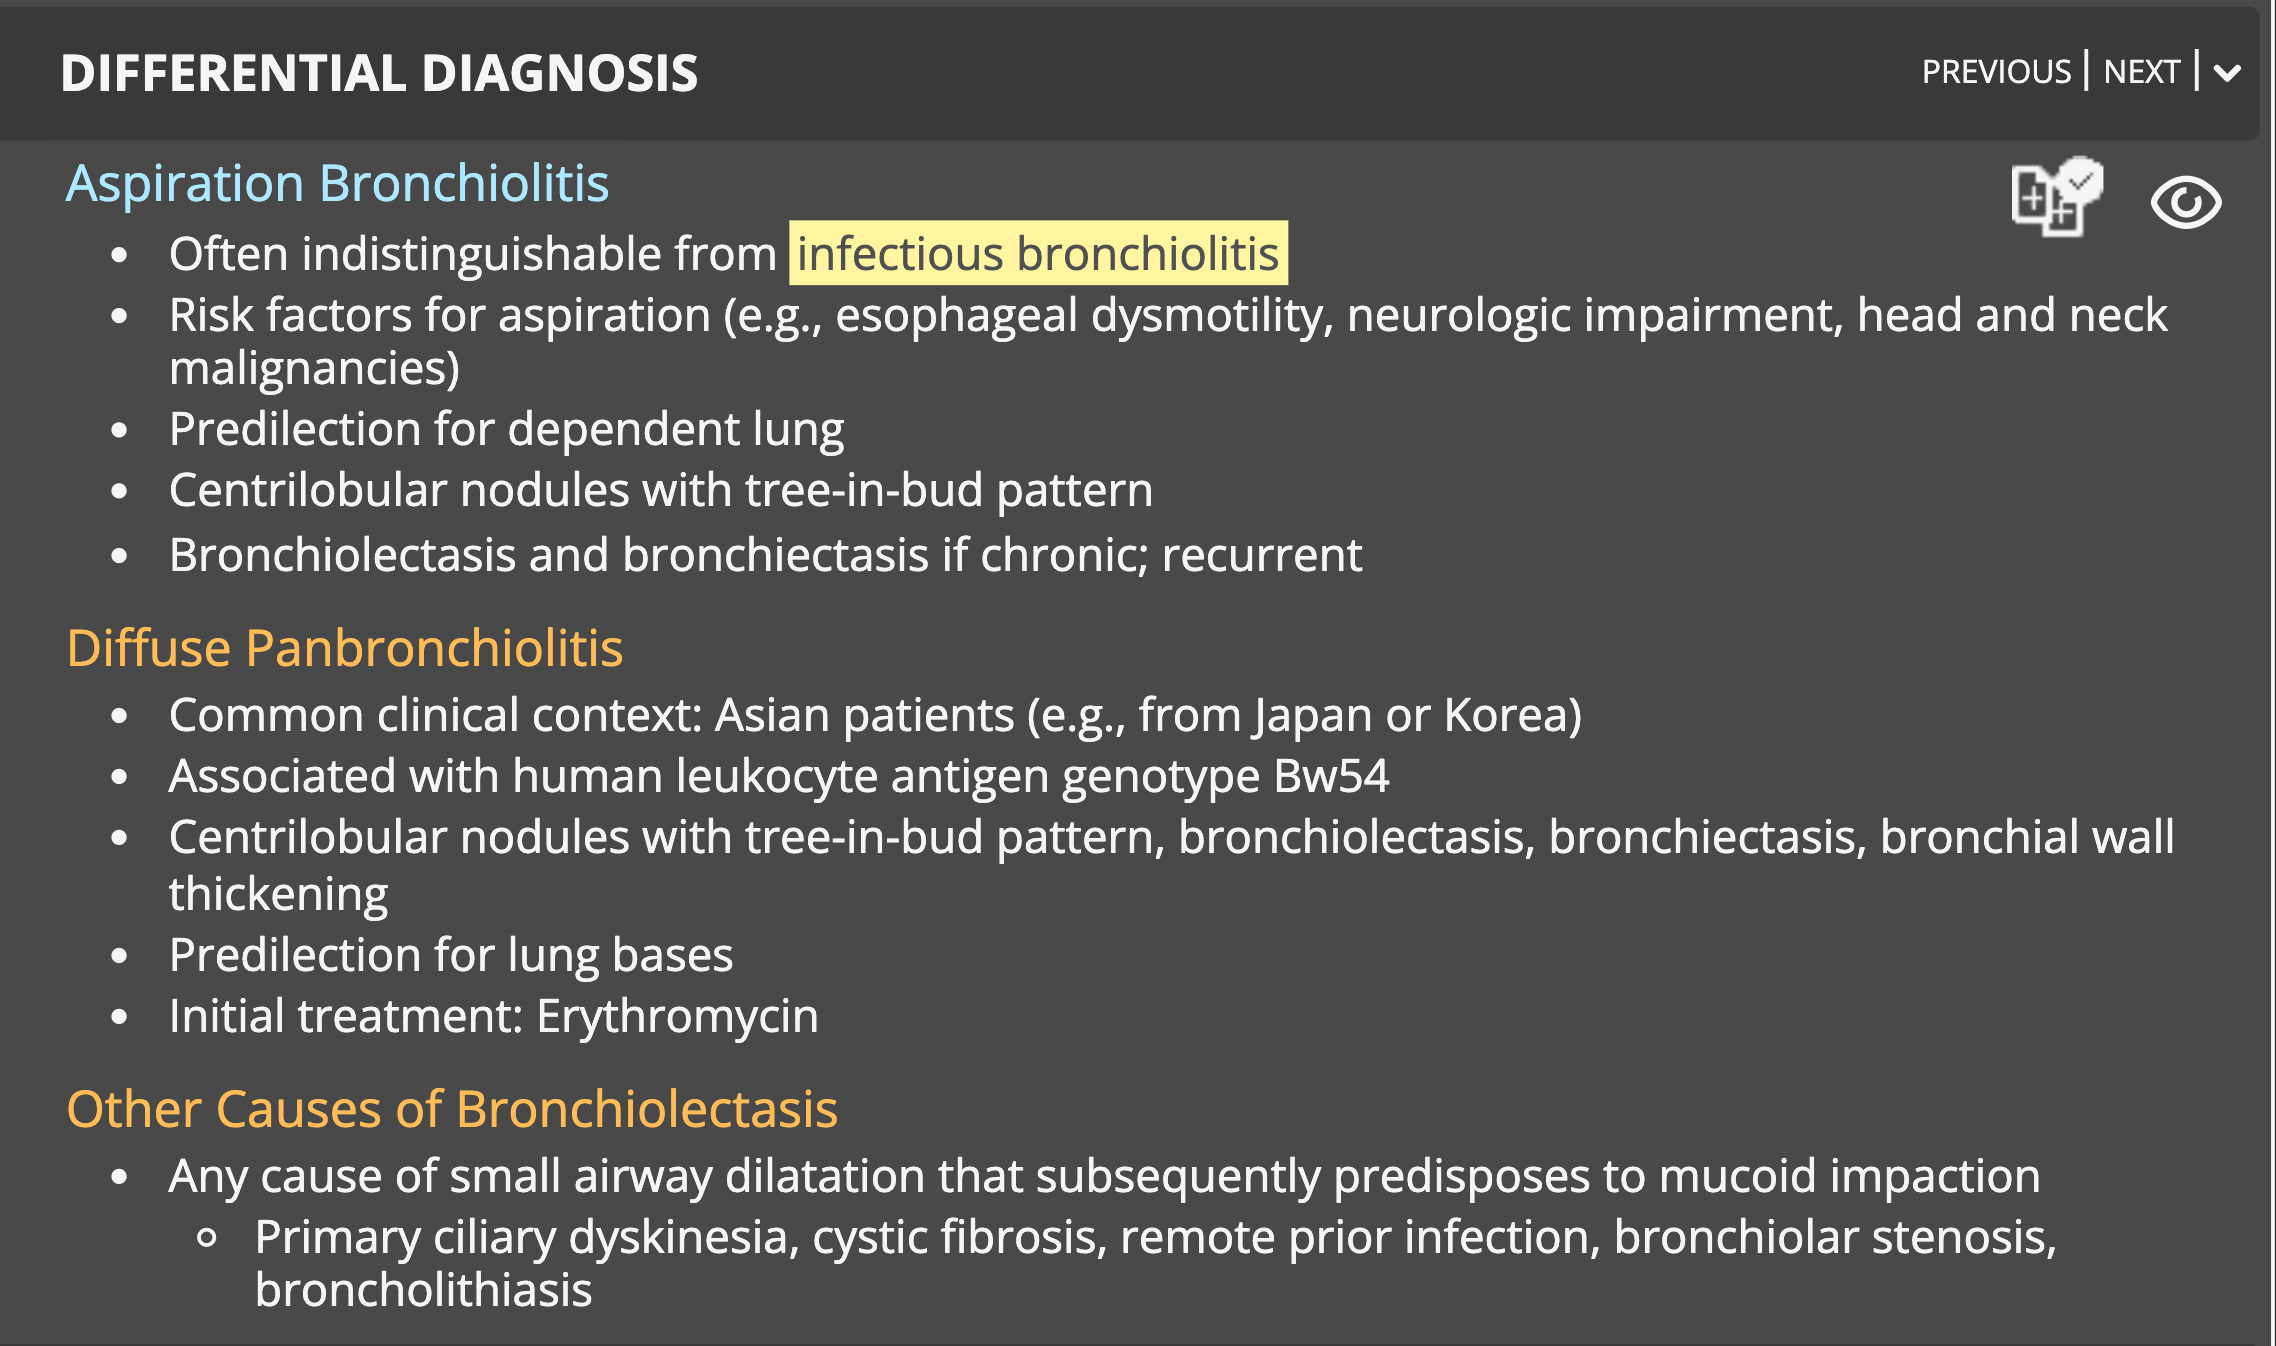 DIFFERENTIAL DIAGNOSIS
PREVIOUS | NEXT |
Aspiration Bronchiolitis
• Often indistinguishable from infectious bronchiolitis
• Risk factors for aspiration (e.g., esophageal dysmotility, neurologic impairment, head and neck
malignancies)
• Predilection for dependent lung
• Centrilobular nodules with tree-in-bud pattern
• Bronchiolectasis and bronchiectasis if chronic; recurrent
Diffuse Panbronchiolitis
• Common clinical context: Asian patients (e.g., from Japan or Korea)
• Associated with human leukocyte antigen genotype Bw54
• Centrilobular nodules with tree-in-bud pattern, bronchiolectasis, bronchiectasis, bronchial wall
thickening
• Predilection for lung bases
• Initial treatment: Erythromycin
Other Causes of Bronchiolectasis
• Any cause of small airway dilatation that subsequently predisposes to mucoid impaction
◦ Primary ciliary dyskinesia, cystic fibrosis, remote prior infection, bronchiolar stenosis,
broncholithiasis